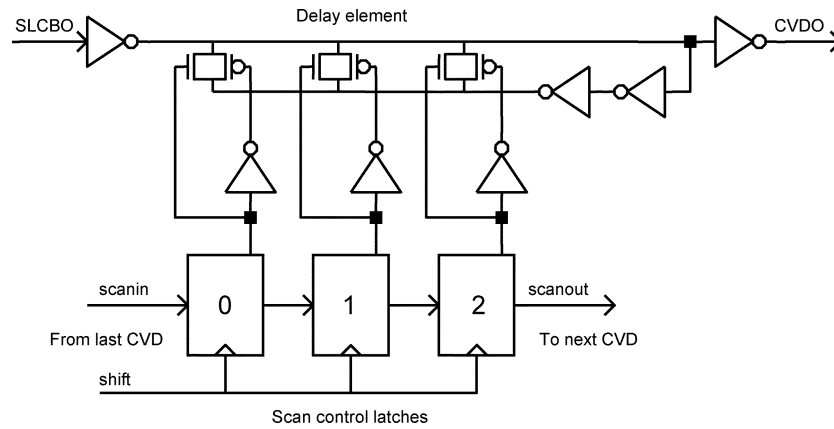 Delay element
SLCBO
CVDO
0
1
2
scanin
scanout
From last CVD
To next CVD
shift
Scan control latches